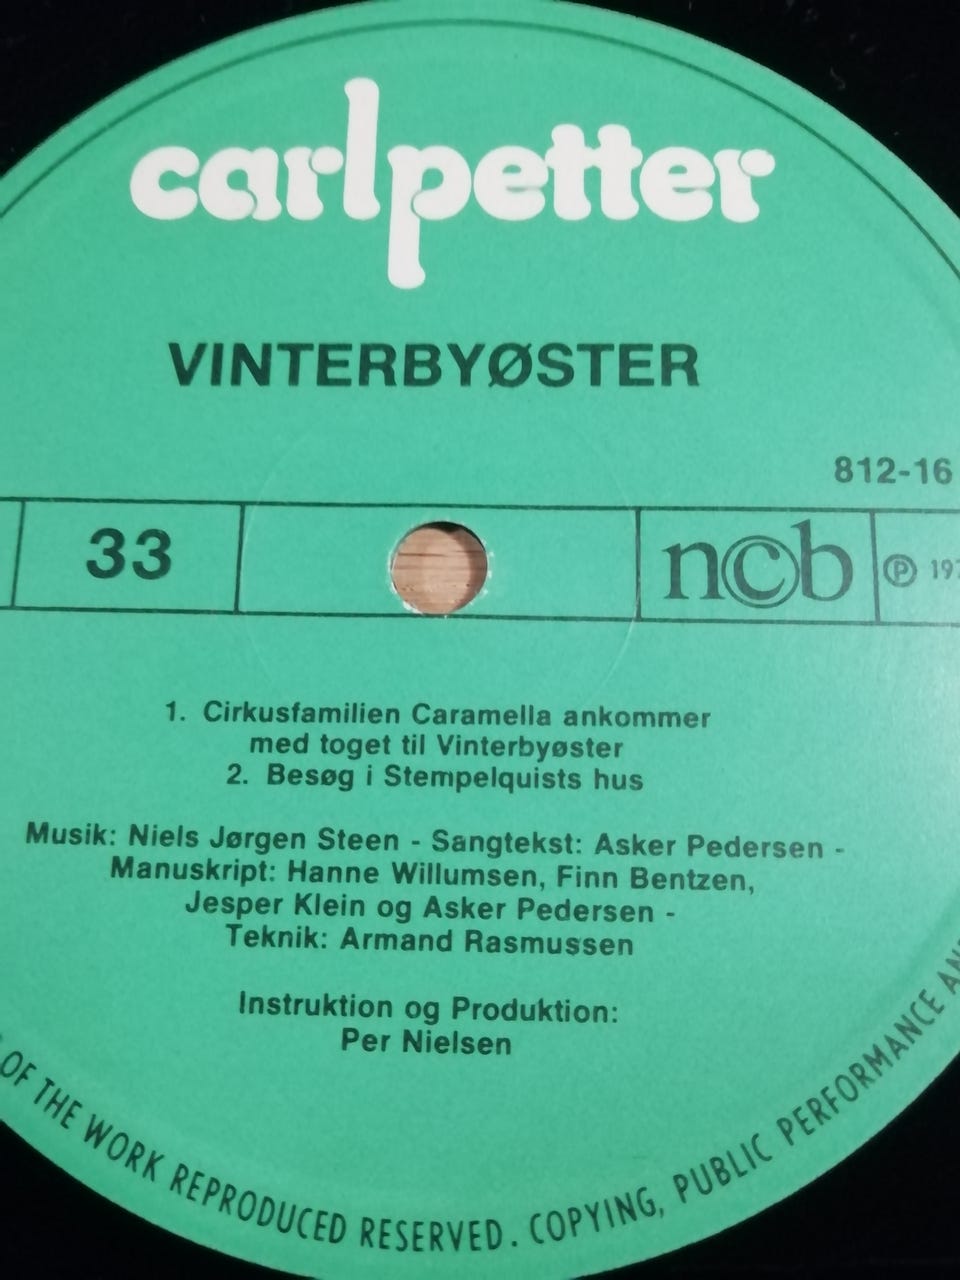 carlpetter
VINTERBYØSTER
812-16
33
ncb
℗ 197
1. Cirkusfamilien Caramella ankommer
med toget til Vinterbyøster
2. Besøg i Stempelquists hus
Musik: Niels Jørgen Steen - Sangtekst: Asker Pedersen -
Manuskript: Hanne Willumsen, Finn Bentzen,
Jesper Klein og Asker Pedersen -
Teknik: Armand Rasmussen
Instruktion og Produktion:
Per Nielsen
OF THE WORK REPRODUCED RESERVED. COPYING, PUBLIC PERFORMANCE AN